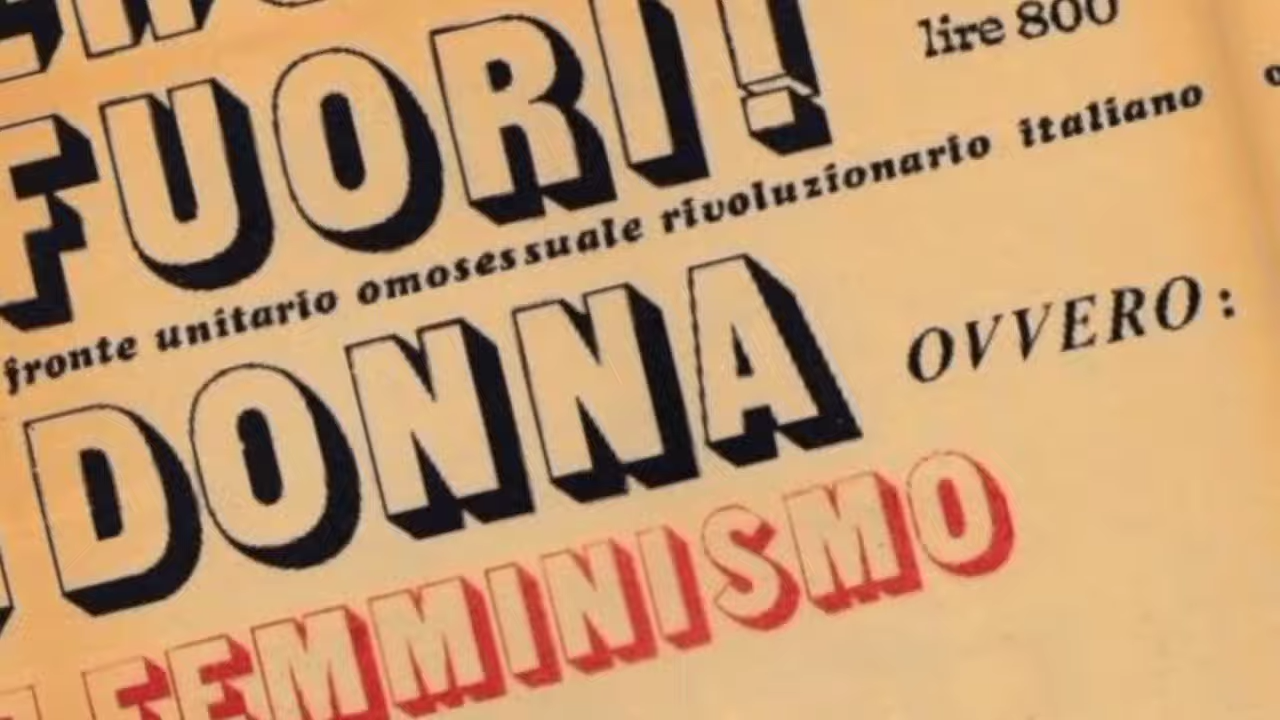 FUORI!
lire 800
fronte unitario omosessuale rivoluzionario italiano
DONNA
OVVERO:
FEMMINISMO